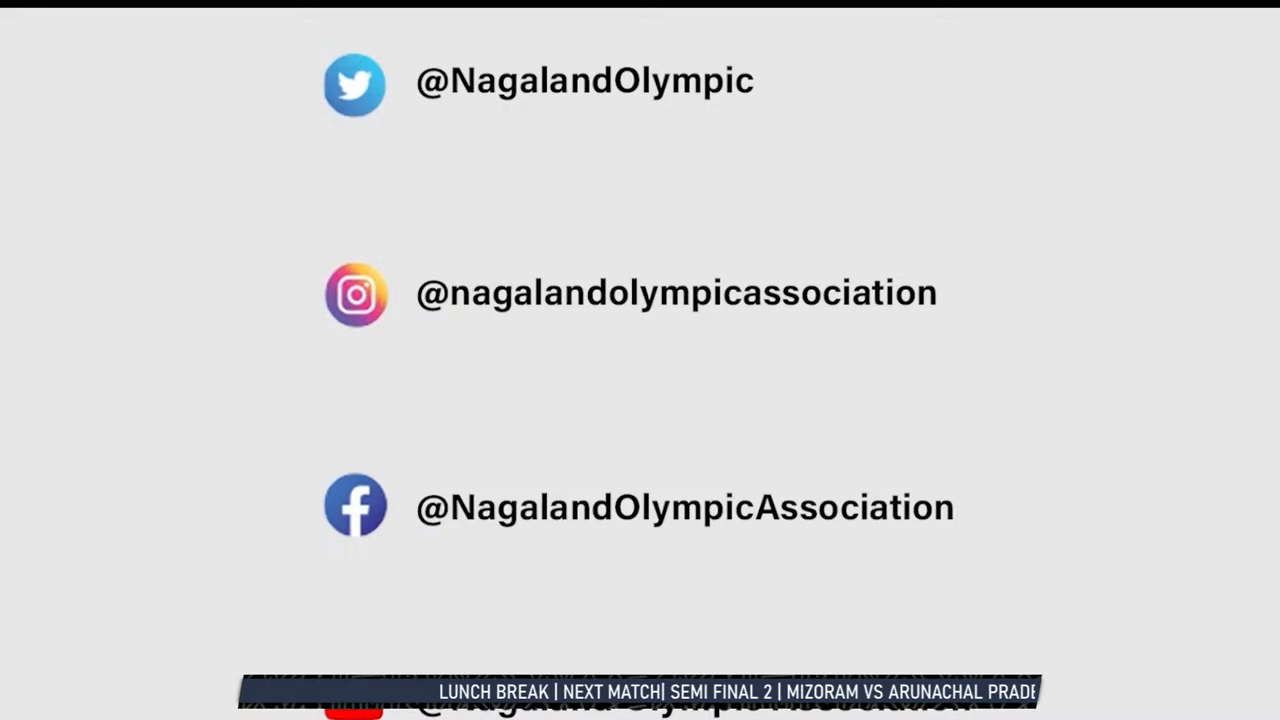 @NagalandOlympic
@nagalandolympicassociation
@NagalandOlympicAssociation
LUNCH BREAK | NEXT MATCH| SEMI FINAL 2 | MIZORAM VS ARUNACHAL PRADE